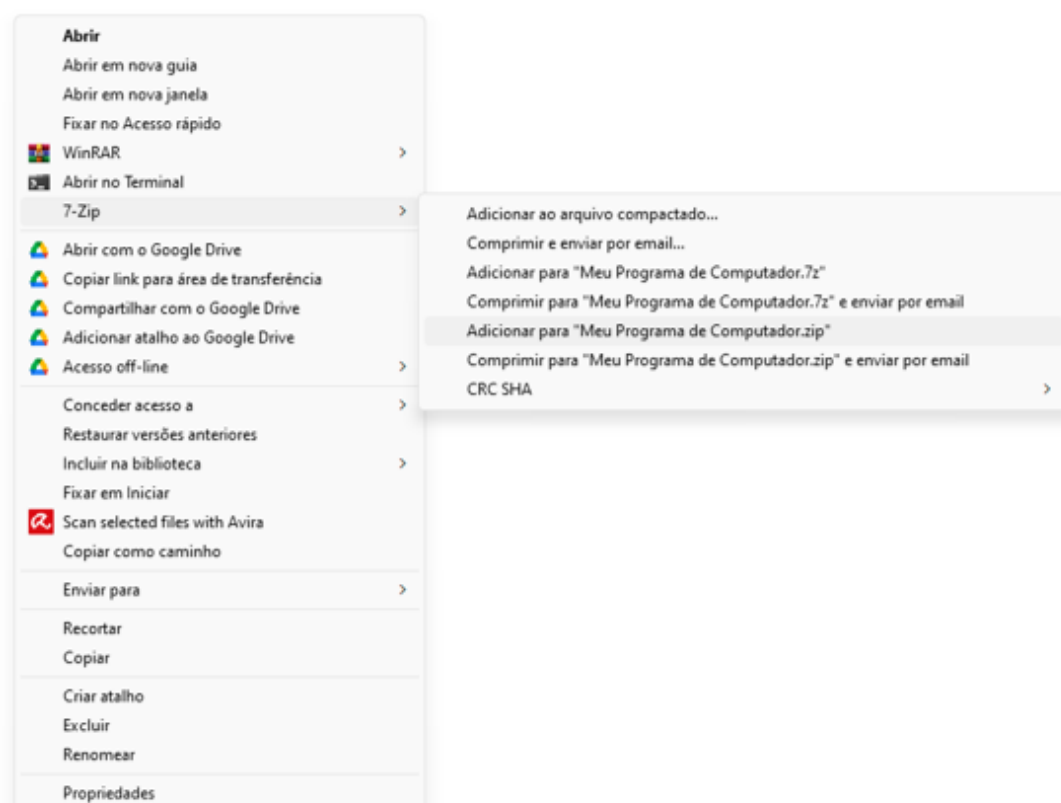 Abrir
Abrir em nova guia
Abrir em nova janela
Fixar no Acesso rápido
WinRAR
Abrir no Terminal
7-Zip
Abrir com o Google Drive
Copiar link para área de transferência
Compartilhar com o Google Drive
Adicionar atalho ao Google Drive
Acesso off-line
Conceder acesso a
Restaurar versões anteriores
Incluir na biblioteca
Fixar em Iniciar
Scan selected files with Avira
Copiar como caminho
Enviar para
Recortar
Copiar
Criar atalho
Excluir
Renomear
Propriedades
Adicionar ao arquivo compactado...
Comprimir e enviar por email...
Adicionar para "Meu Programa de Computador.7z"
Comprimir para "Meu Programa de Computador.7z" e enviar por email
Adicionar para "Meu Programa de Computador.zip"
Comprimir para "Meu Programa de Computador.zip" e enviar por email
CRC SHA